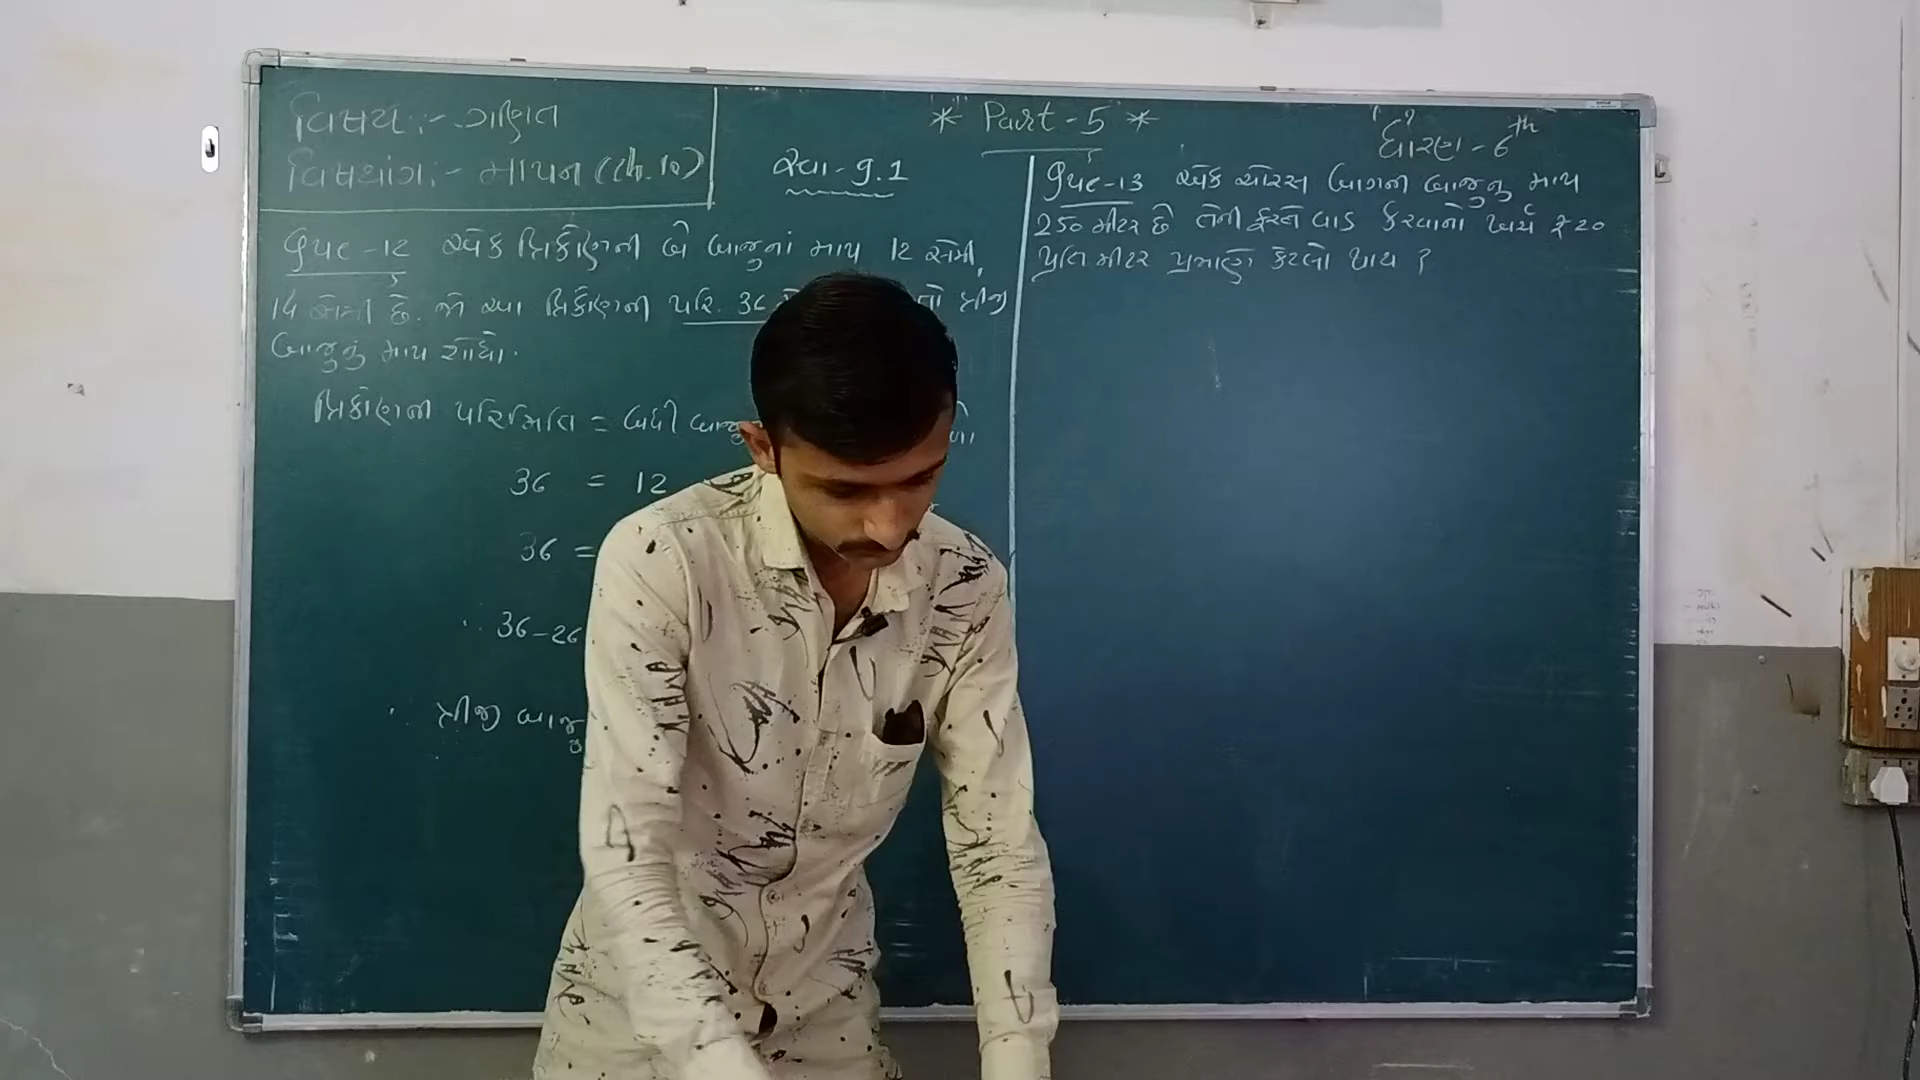 વિષય:- ગણિત
વિષયાંગ:- માપન (ch.10)
* Part-5 *
ધોરણ-6th
સ્વા-9.1
Que-12 એક ત્રિકોણની બે બાજુનાં માપ 12 સેમી,
14 સેમી છે. જો આ ત્રિકોણની પરિ. 36 તો ત્રીજી
બાજુનું માપ શોધો.
ત્રિકોણની પરિમિતિ = બધી
36 = 12
36 =
36-26
ત્રીજી બાજુ
Que-13 એક ચોરસ બાગની બાજુનું માપ
250 મીટર છે તેની ફરતે વાડ કરવાનો ખર્ચ ₹20
પ્રતિ મીટર પ્રમાણે કેટલો થાય ?